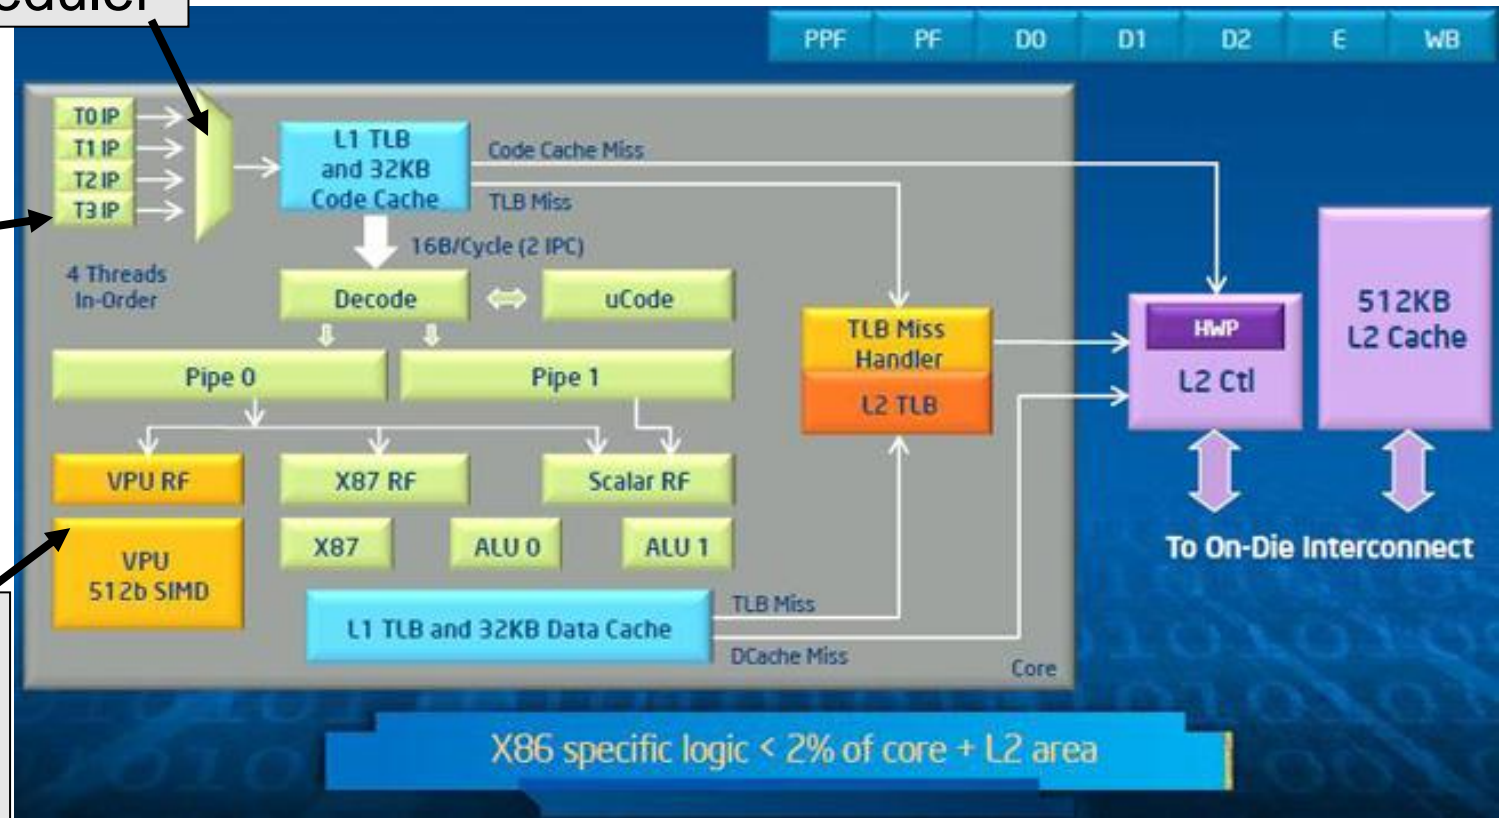 PPF PF D0 D1 D2 E WB
T0 IP
T1 IP
T2 IP
T3 IP
4 Threads
In-Order
L1 TLB
and 32KB
Code Cache
Code Cache Miss
TLB Miss
16B/Cycle (2 IPC)
Decode
uCode
Pipe 0
Pipe 1
TLB Miss
Handler
L2 TLB
HWP
L2 Ctl
512KB
L2 Cache
VPU RF
X87 RF
Scalar RF
VPU
512b SIMD
X87
ALU 0
ALU 1
To On-Die Interconnect
L1 TLB and 32KB Data Cache
TLB Miss
DCache Miss
Core
X86 specific logic < 2% of core + L2 area